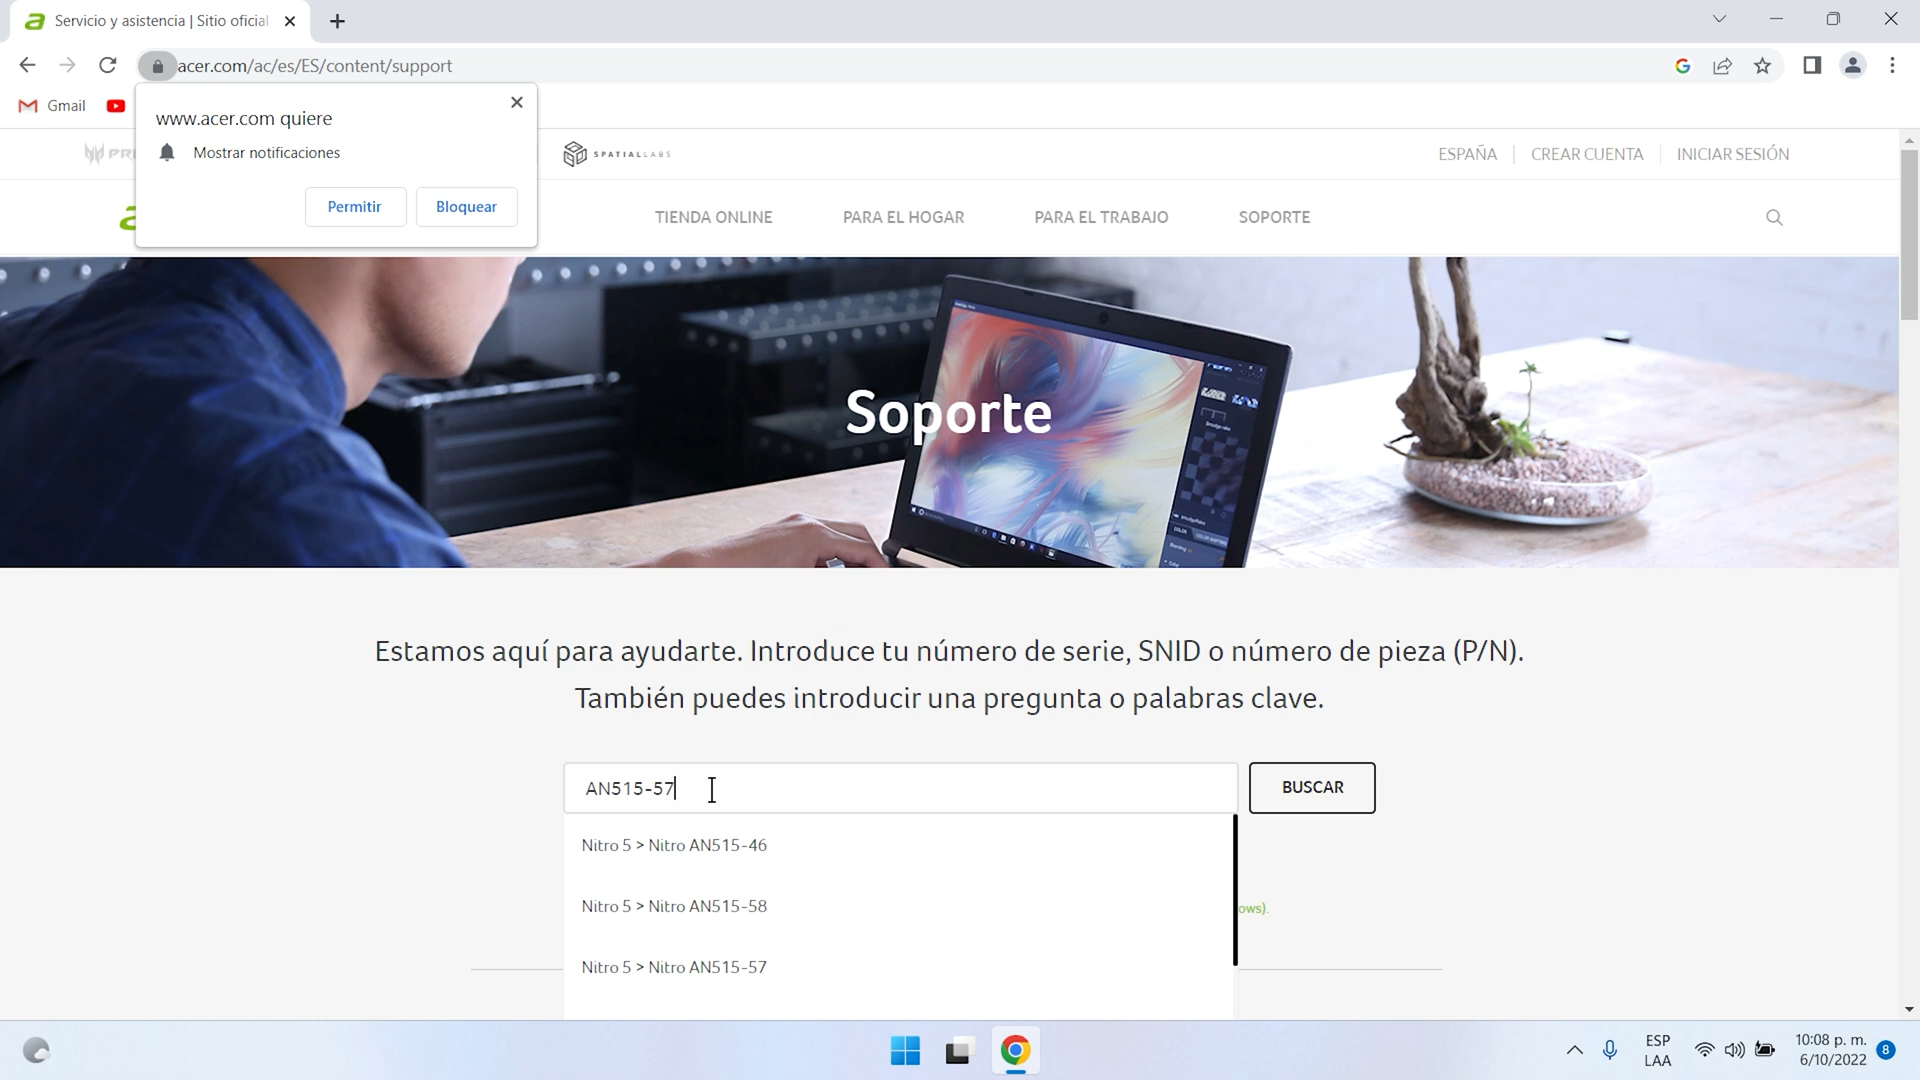 Servicio y asistencia | Sitio oficial
acer.com/ac/es/ES/content/support
Gmail
www.acer.com quiere
Mostrar notificaciones
Permitir
Bloquear
PRE
SPATIALLABS
ESPAÑA
CREAR CUENTA
INICIAR SESIÓN
TIENDA ONLINE
PARA EL HOGAR
PARA EL TRABAJO
SOPORTE
Soporte
Estamos aquí para ayudarte. Introduce tu número de serie, SNID o número de pieza (P/N).
También puedes introducir una pregunta o palabras clave.
AN515-57
BUSCAR
Nitro 5 > Nitro AN515-46
Nitro 5 > Nitro AN515-58
ows).
Nitro 5 > Nitro AN515-57
ESP
LAA
10:08 p. m.
6/10/2022
8